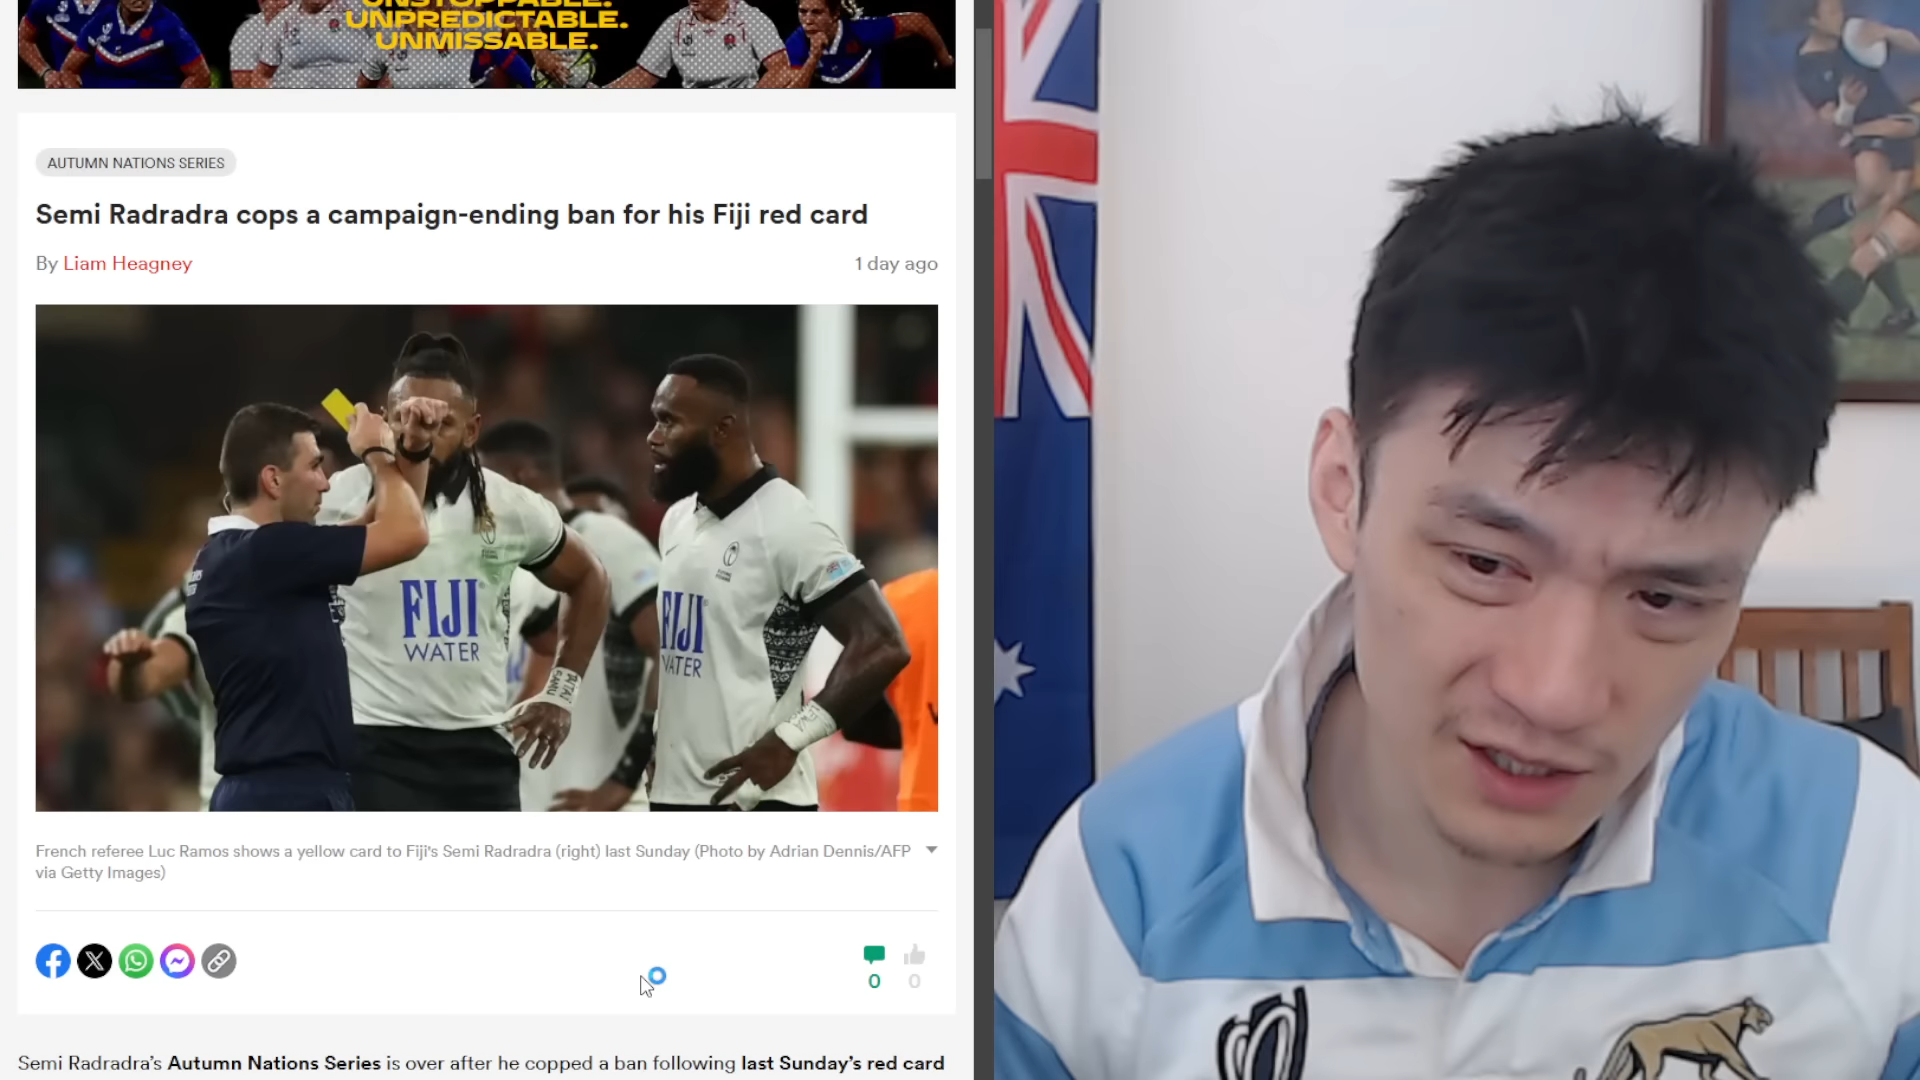 UNSTOPPABLE.
UNPREDICTABLE.
UNMISSABLE.
AUTUMN NATIONS SERIES
Semi Radradra cops a campaign-ending ban for his Fiji red card
By Liam Heagney
1 day ago
FIJI
WATER
FIJI
WATER
French referee Luc Ramos shows a yellow card to Fiji's Semi Radradra (right) last Sunday (Photo by Adrian Dennis/AFP
via Getty Images)
0
0
Semi Radradra's Autumn Nations Series is over after he copped a ban following last Sunday's red card